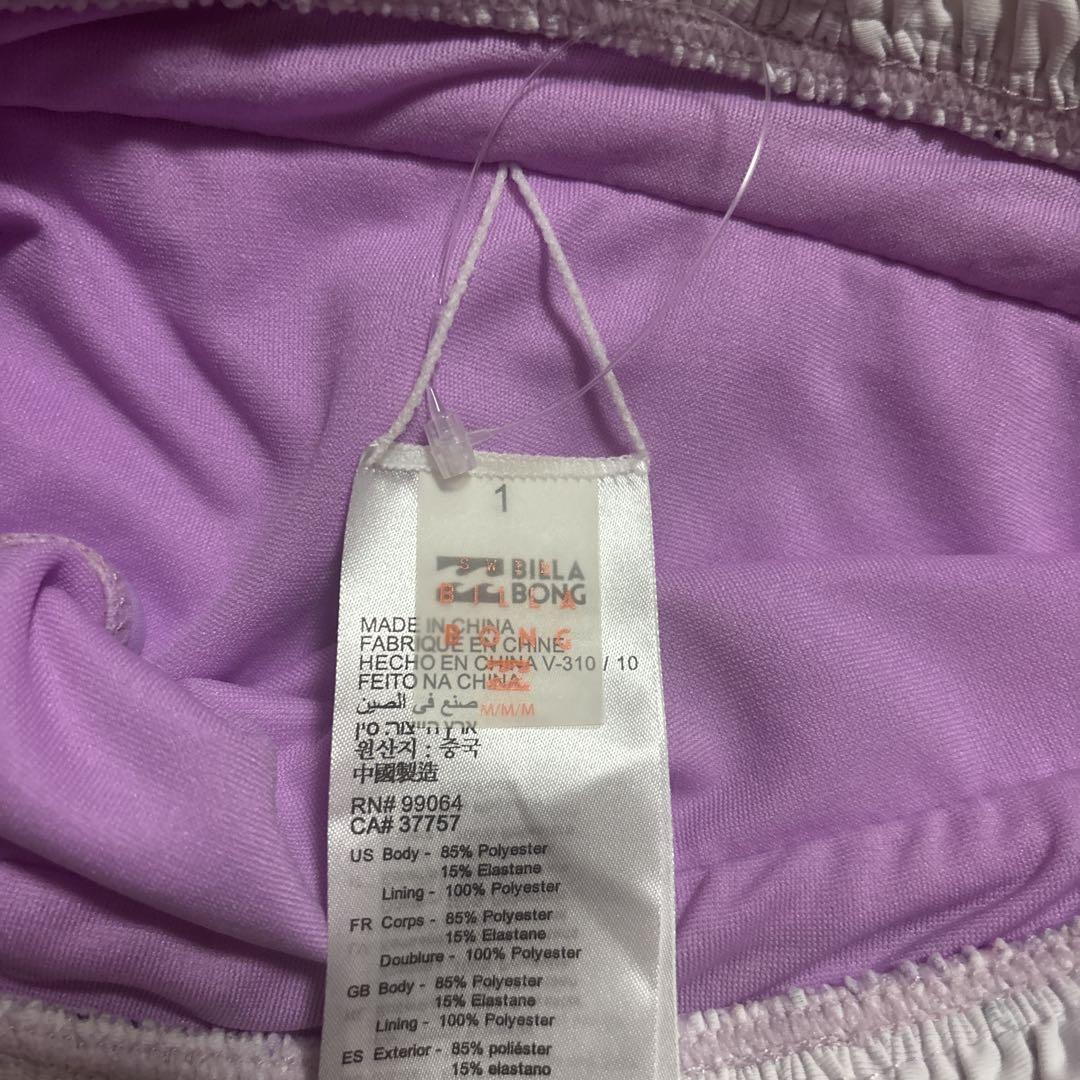 1
BILLA
BONG
SWIM
BILLA
BONG
M
M/M/M
MADE IN CHINA
FABRIQUE EN CHINE
HECHO EN CHINA V-310 / 10
FEITO NA CHINA
صنع في الصين
ארץ הייצור: סין
원산지 : 중국
中國製造
RN# 99064
CA# 37757
US Body - 85% Polyester
15% Elastane
Lining - 100% Polyester
FR Corps - 85% Polyester
15% Elastane
Doublure - 100% Polyester
GB Body - 85% Polyester
15% Elastane
Lining - 100% Polyester
ES Exterior - 85% poliéster
15% elastano